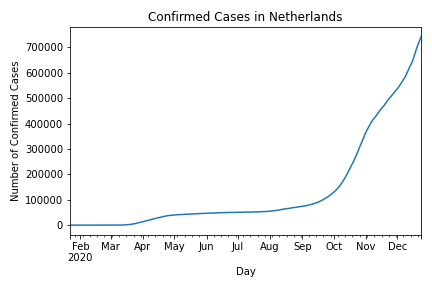 Confirmed Cases in Netherlands
Number of Confirmed Cases
700000
600000
500000
400000
300000
200000
100000
0
Feb Mar Apr May Jun Jul Aug Sep Oct Nov Dec
2020
Day